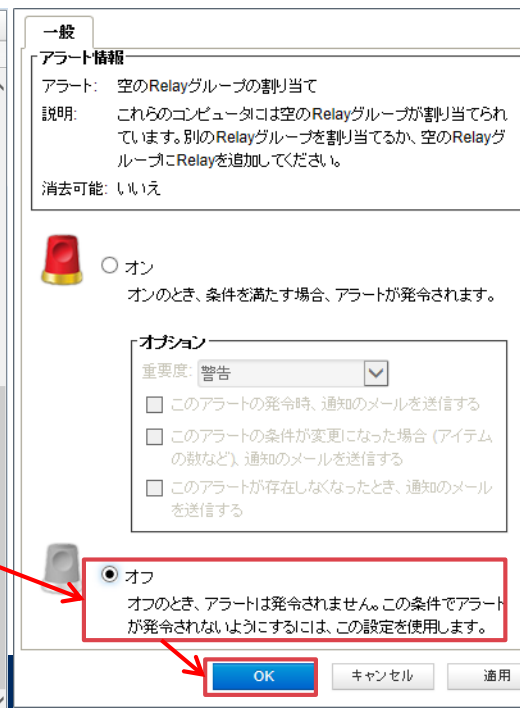 一般
アラート情報
アラート: 空のRelayグループの割り当て
説明: これらのコンピュータには空のRelayグループが割り当てられ
ています。別のRelayグループを割り当てるか、空のRelayグ
ループにRelayを追加してください。
消去可能: いいえ
オン
オンのとき、条件を満たす場合、アラートが発令されます。
オプション
重要度: 警告
このアラートの発令時、通知のメールを送信する
このアラートの条件が変更になった場合 (アイテム
の数など)、通知のメールを送信する
このアラートが存在しなくなったとき、通知のメール
を送信する
オフ
オフのとき、アラートは発令されません。この条件でアラート
が発令されないようにするには、この設定を使用します。
OK キャンセル 適用